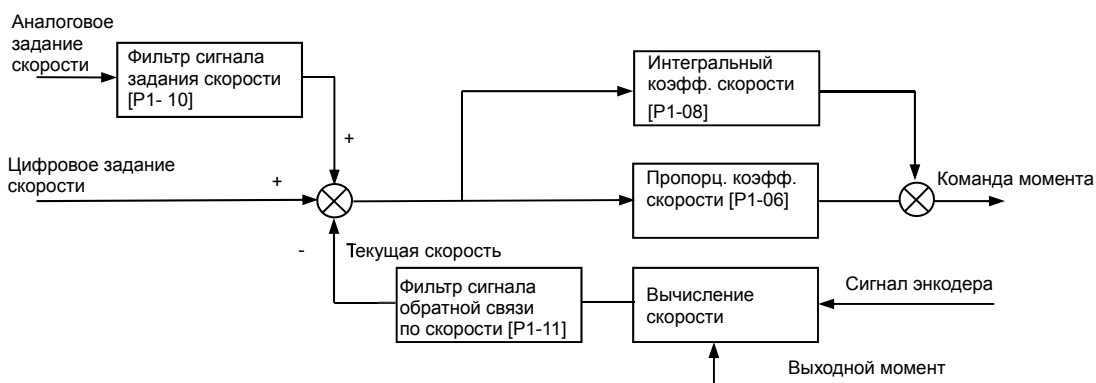 Аналоговое
задание
скорости
Фильтр сигнала
задания скорости
[P1- 10]
+
Интегральный
коэфф. скорости
[P1-08]
Цифровое задание
скорости
+
Пропорц. коэфф.
скорости [P1-06]
Команда момента
-
Текущая скорость
Фильтр сигнала
обратной связи
по скорости [P1-11]
Вычисление
скорости
Сигнал энкодера
Выходной момент